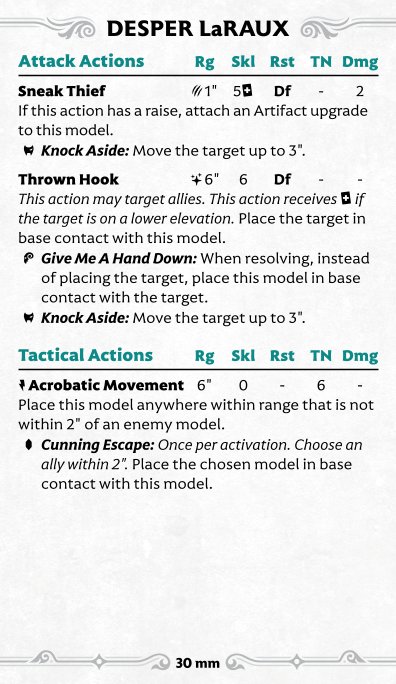 DESPER LaRAUX
Attack Actions Rg Skl Rst TN Dmg
Sneak Thief 1" 5 Df - 2
If this action has a raise, attach an Artifact upgrade
to this model.
Knock Aside: Move the target up to 3".
Thrown Hook 6" 6 Df - -
This action may target allies. This action receives if
the target is on a lower elevation. Place the target in
base contact with this model.
Give Me A Hand Down: When resolving, instead
of placing the target, place this model in base
contact with the target.
Knock Aside: Move the target up to 3".
Tactical Actions Rg Skl Rst TN Dmg
Acrobatic Movement 6" 0 - 6 -
Place this model anywhere within range that is not
within 2" of an enemy model.
Cunning Escape: Once per activation. Choose an
ally within 2". Place the chosen model in base
contact with this model.
30 mm